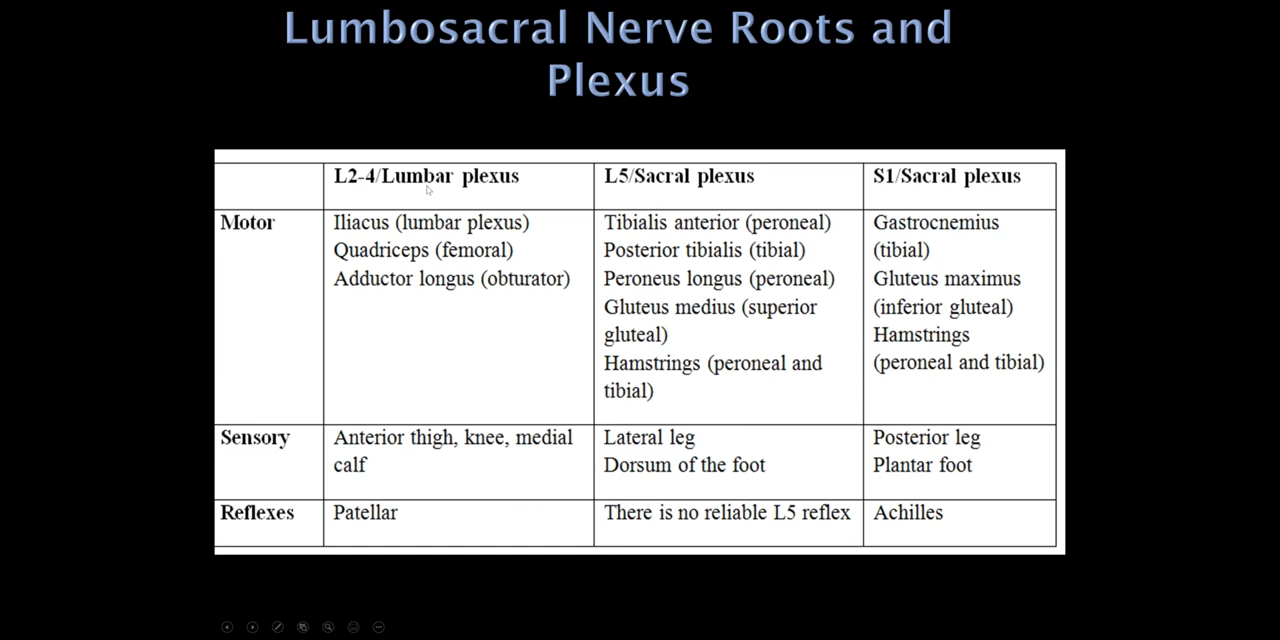 Lumbosacral Nerve Roots and
Plexus
L2-4/Lumbar plexus
L5/Sacral plexus
S1/Sacral plexus
Motor
Iliacus (lumbar plexus)
Quadriceps (femoral)
Adductor longus (obturator)
Tibialis anterior (peroneal)
Posterior tibialis (tibial)
Peroneus longus (peroneal)
Gluteus medius (superior
gluteal)
Hamstrings (peroneal and
tibial)
Gastrocnemius
(tibial)
Gluteus maximus
(inferior gluteal)
Hamstrings
(peroneal and tibial)
Sensory
Anterior thigh, knee, medial
calf
Lateral leg
Dorsum of the foot
Posterior leg
Plantar foot
Reflexes
Patellar
There is no reliable L5 reflex
Achilles